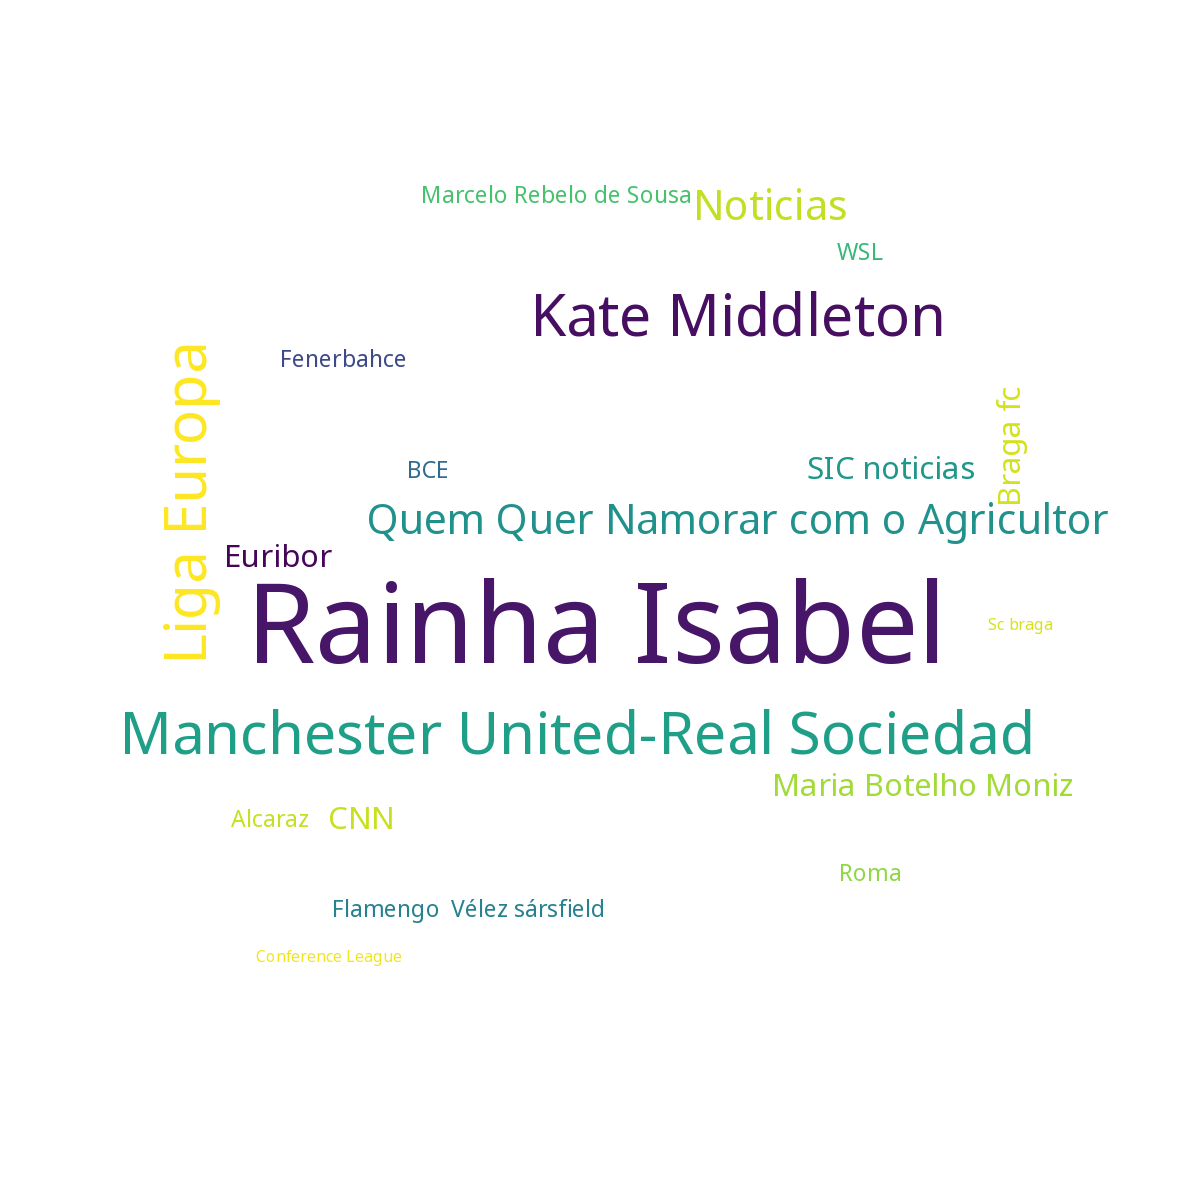 Marcelo Rebelo de Sousa
Noticias
WSL
Kate Middleton
Fenerbahce
Liga Europa
Braga fc
BCE
SIC noticias
Quem Quer Namorar com o Agricultor
Euribor
Rainha Isabel
Sc braga
Manchester United-Real Sociedad
Maria Botelho Moniz
Alcaraz
CNN
Roma
Flamengo
Vélez sársfield
Conference League